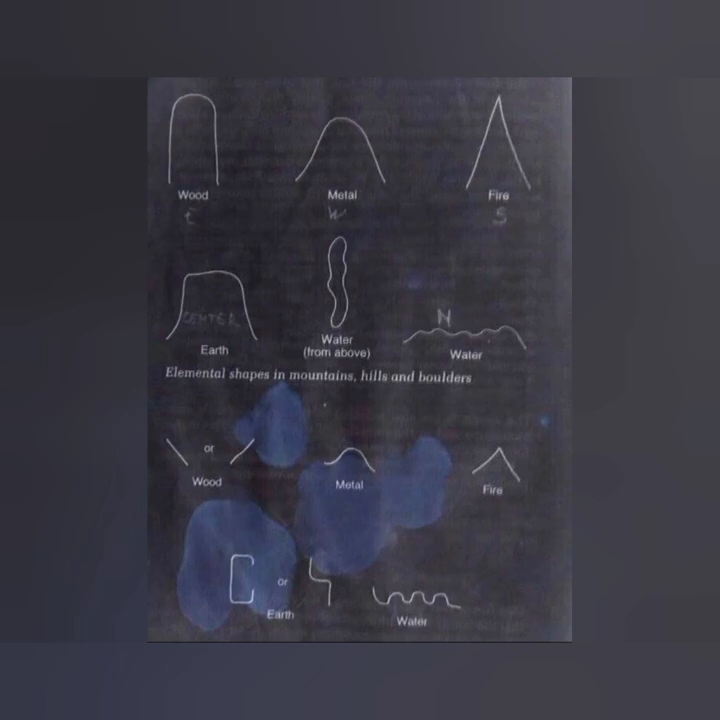 Wood
Metal
Fire
E
W
S
CENTER
N
Earth
Water
(from above)
Water
Elemental shapes in mountains, hills and boulders
or
Wood
Metal
Fire
or
Earth
Water